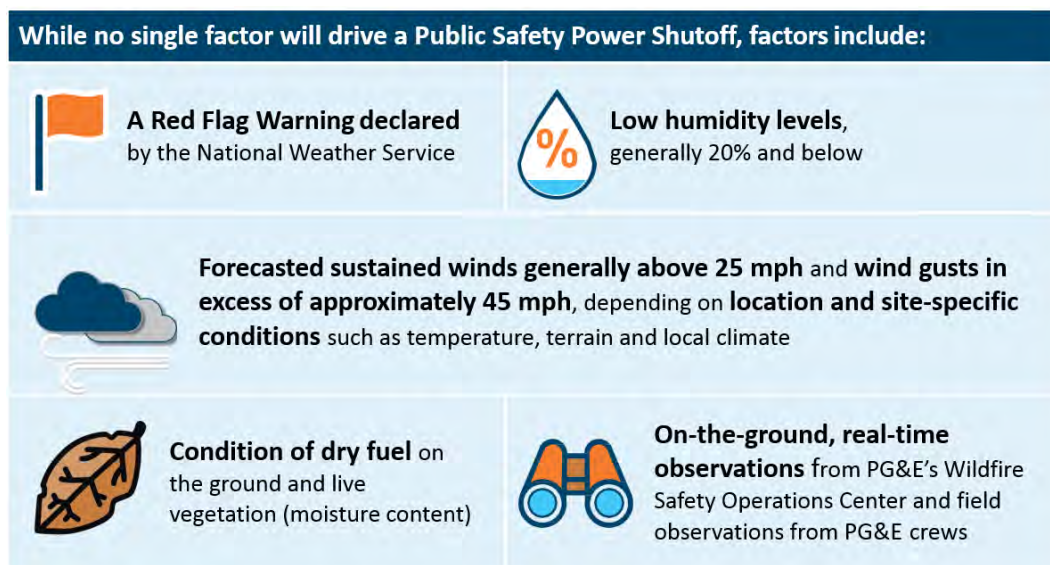 While no single factor will drive a Public Safety Power Shutoff, factors include:
A Red Flag Warning declared
by the National Weather Service
%
Low humidity levels,
generally 20% and below
Forecasted sustained winds generally above 25 mph and wind gusts in
excess of approximately 45 mph, depending on location and site-specific
conditions such as temperature, terrain and local climate
Condition of dry fuel on
the ground and live
vegetation (moisture content)
On-the-ground, real-time
observations from PG&E's Wildfire
Safety Operations Center and field
observations from PG&E crews